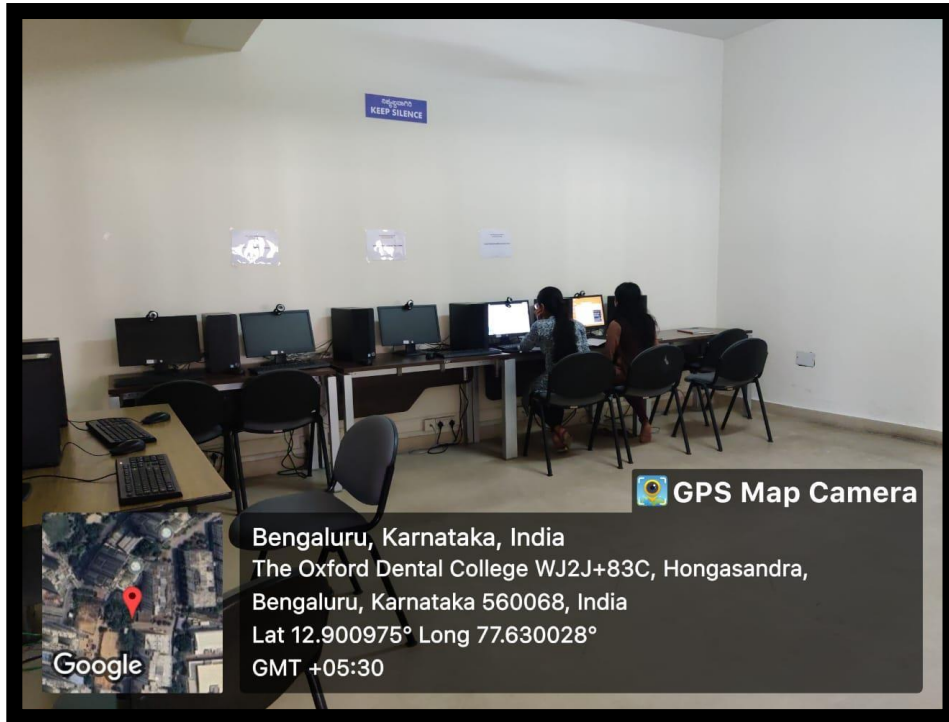 KEEP SILENCE
GPS Map Camera
Bengaluru, Karnataka, India
The Oxford Dental College WJ2J+83C, Hongasandra,
Bengaluru, Karnataka 560068, India
Lat 12.900975° Long 77.630028°
GMT +05:30
Google